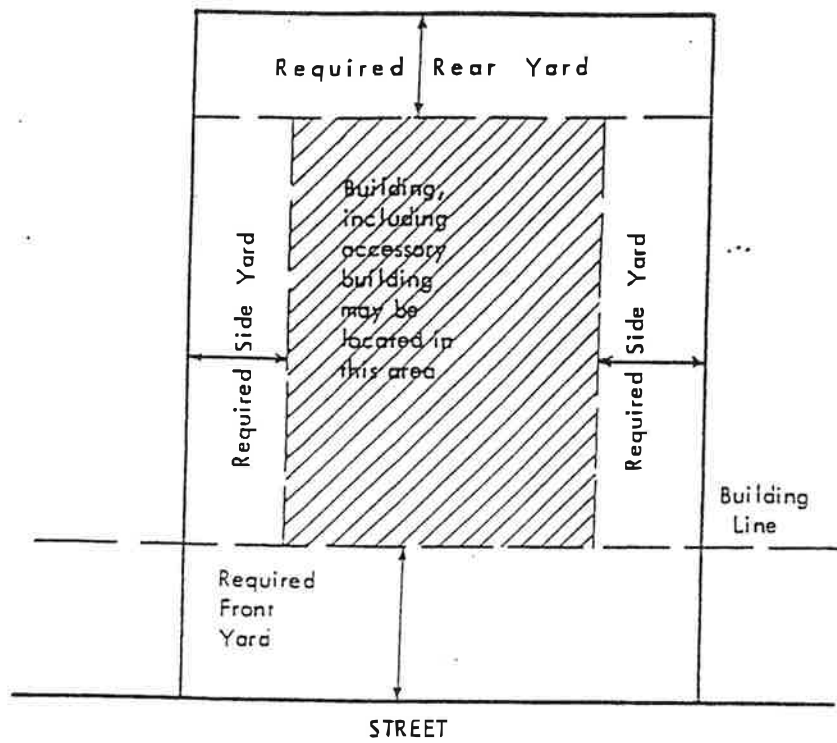 Required Rear Yard
Building,
including
accessory
building
may be
located in
this area
Required Side Yard
Required Side Yard
Building
Line
Required
Front
Yard
STREET